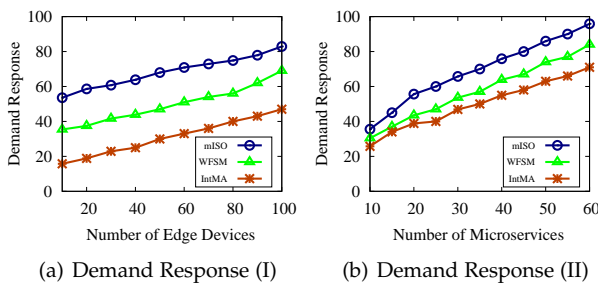 Demand Response
100
80
60
40
20
0
mISO
WFSM
IntMA
20 40 60 80 100
Number of Edge Devices
(a) Demand Response (I)
Demand Response
100
80
60
40
20
0
mISO
WFSM
IntMA
10 20 30 40 50 60
Number of Microservices
(b) Demand Response (II)